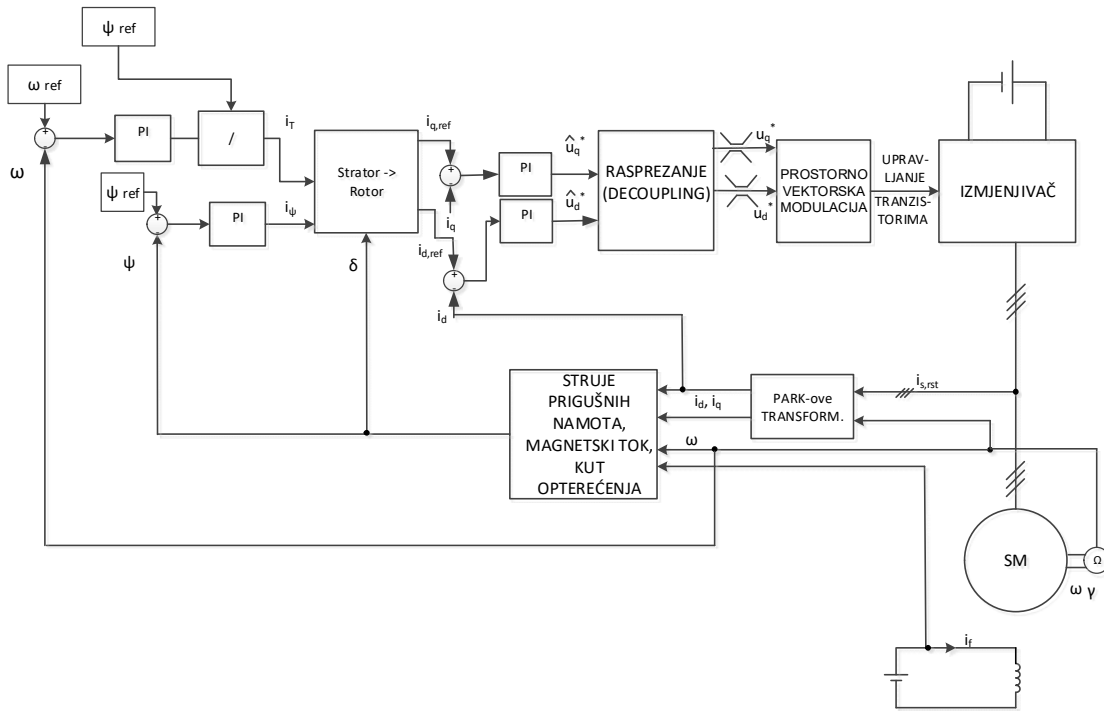 ψ ref
ω ref
PI
/
i_T
i_q,ref
û_q^*
u_q^*
+
-
ω
Strator ->
Rotor
+
-
PI
RASPREZANJE
(DECOUPLING)
PROSTORNO
VEKTORSKA
MODULACIJA
UPRAV-
LJANJE
TRANZIS-
TORIMA
IZMJENJIVAČ
ψ ref
+
-
PI
i_ψ
i_q
û_d^*
PI
u_d^*
ψ
δ
i_d,ref
+
-
i_d
STRUJE
PRIGUŠNIH
NAMOTA,
MAGNETSKI TOK,
KUT
OPTEREĆENJA
i_d, i_q
ω
PARK-ove
TRANSFORM.
i_s,rst
SM
Ω
ω γ
i_f